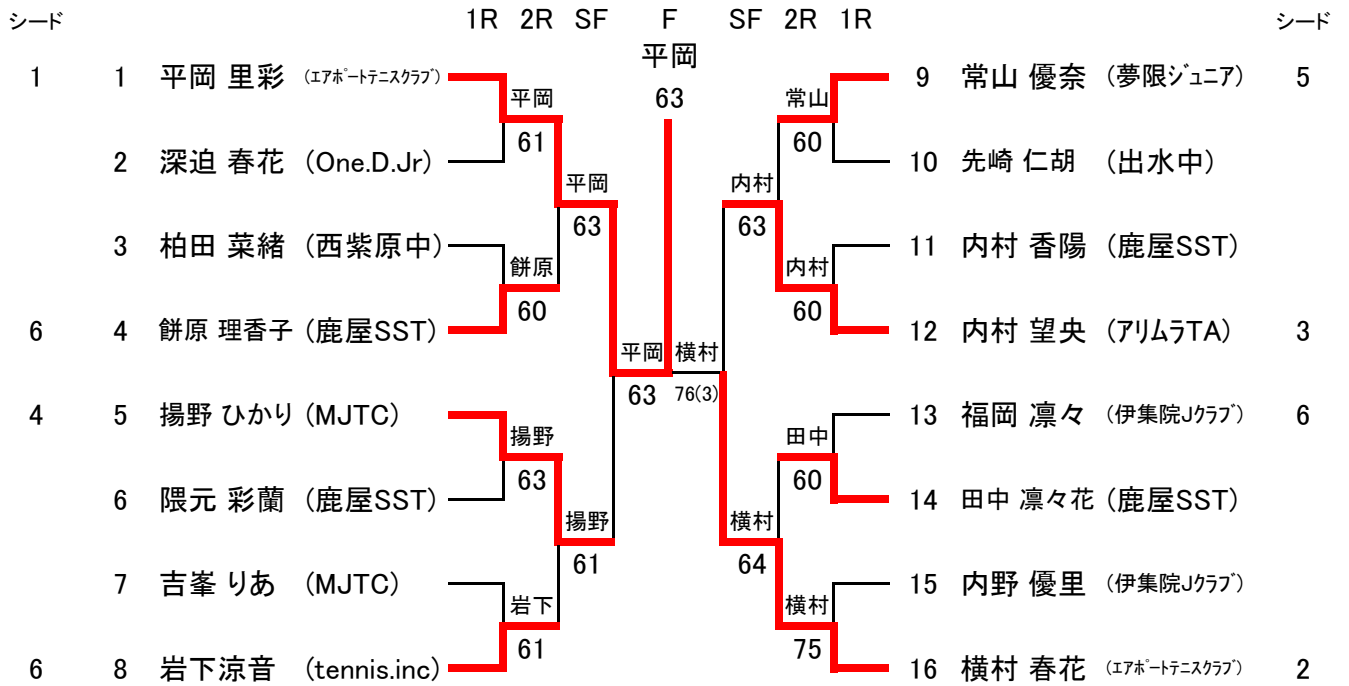 シード 1R 2R SF F SF 2R 1R シード
平岡
1 1 平岡 里彩 (エアポートテニスクラブ) 63 9 常山 優奈 (夢限ジュニア) 5
平岡 常山
61 60
2 深迫 春花 (One.D.Jr) 10 先崎 仁胡 (出水中)
平岡 内村
63 63
3 柏田 菜緒 (西紫原中) 11 内村 香陽 (鹿屋SST)
餅原 内村
60 60
6 4 餅原 理香子 (鹿屋SST) 12 内村 望央 (アリムラTA) 3
平岡 横村
63 76(3)
4 5 揚野 ひかり (MJTC) 13 福岡 凛々 (伊集院Jクラブ) 6
揚野 田中
63 60
6 隈元 彩蘭 (鹿屋SST) 14 田中 凛々花 (鹿屋SST)
揚野 横村
61 64
7 吉峯 りあ (MJTC) 15 内野 優里 (伊集院Jクラブ)
岩下 横村
61 75
6 8 岩下涼音 (tennis.inc) 16 横村 春花 (エアポートテニスクラブ) 2